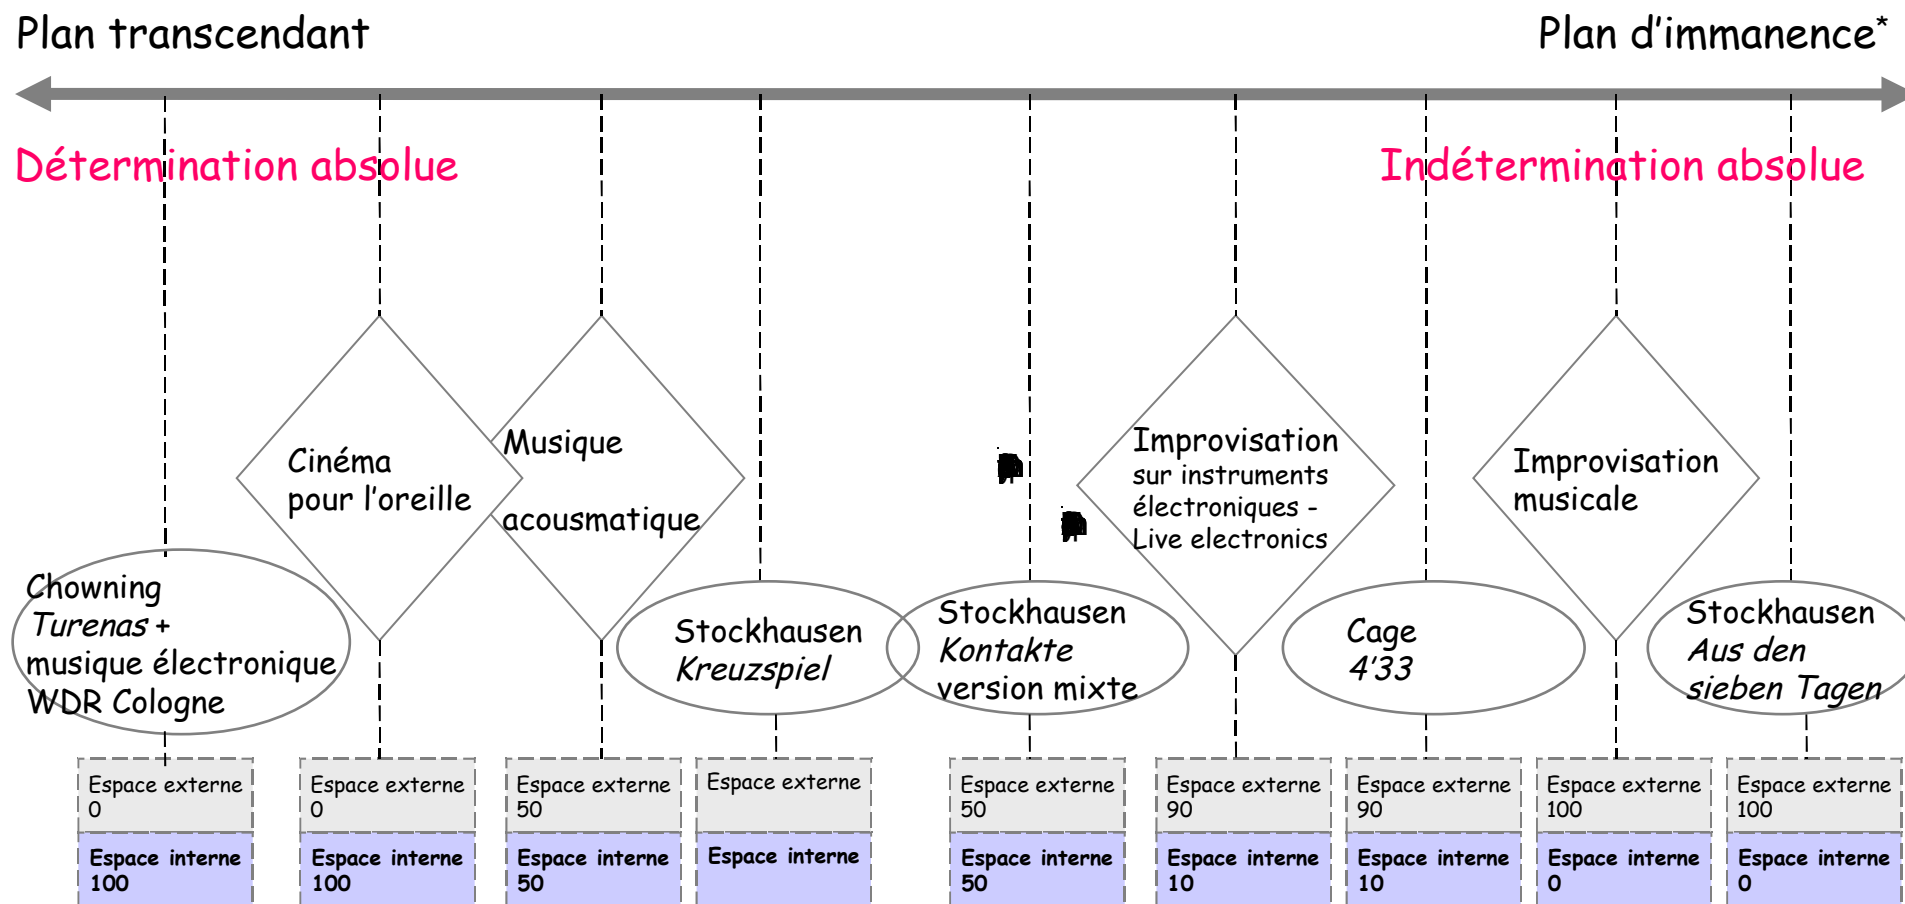 Plan transcendant
Plan d'immanence*
Détermination absolue
Indétermination absolue
Cinéma
pour l'oreille
Musique
acousmatique
Improvisation
sur instruments
électroniques -
Live electronics
Improvisation
musicale
Chowning
Turenas +
musique électronique
WDR Cologne
Stockhausen
Kreuzspiel
Stockhausen
Kontakte
version mixte
Cage
4'33
Stockhausen
Aus den
sieben Tagen
Espace externe
0
Espace interne
100
Espace externe
0
Espace interne
100
Espace externe
50
Espace interne
50
Espace externe
Espace interne
Espace externe
50
Espace interne
50
Espace externe
90
Espace interne
10
Espace externe
90
Espace interne
10
Espace externe
100
Espace interne
0
Espace externe
100
Espace interne
0